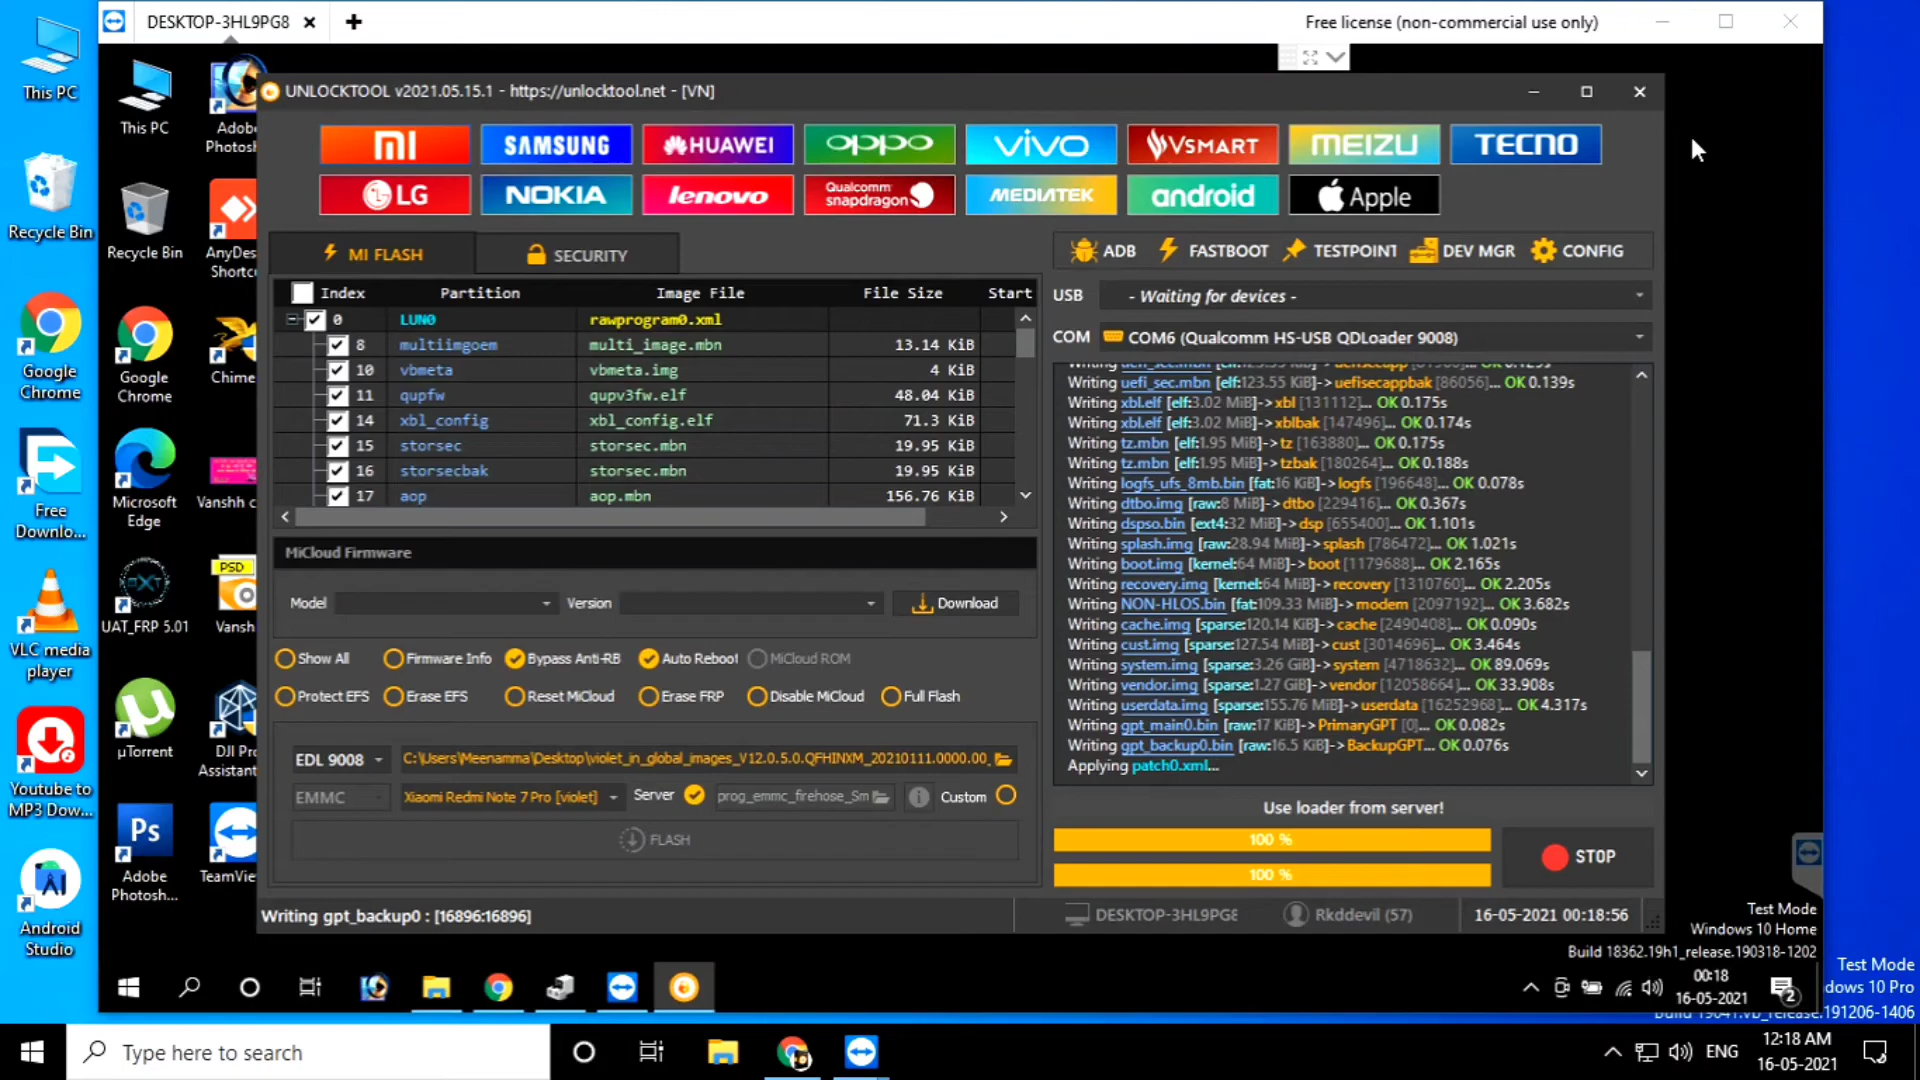 DESKTOP-3HL9PG8
Free license (non-commercial use only)
This PC
Recycle Bin
Google
Chrome
Free
Downlo...
VLC media
player
Youtube to
MP3 Dow...
Android
Studio
This PC
Recycle Bin
Google
Chrome
Microsoft
Edge
UAT_FRP 5.01
µTorrent
Ps
Adobe
Photosh...
Adob
Photosh
AnyDes
Shortc
Chime
Vanshh c
PSD
Vansh
DJI Pr
Assistan
TeamVie
UNLOCKTOOL v2021.05.15.1 - https://unlocktool.net - [VN]
MI
SAMSUNG
HUAWEI
oppo
vivo
VSMART
MEIZU
TECNO
LG
NOKIA
lenovo
Qualcomm
snapdragon
MEDIATEK
android
Apple
MI FLASH
SECURITY
ADB
FASTBOOT
TESTPOINT
DEV MGR
CONFIG
Index Partition Image File File Size Start
0 LUN0 rawprogram0.xml
8 multiimgoem multi_image.mbn 13.14 KiB
10 vbmeta vbmeta.img 4 KiB
11 qupfw qupv3fw.elf 48.04 KiB
14 xbl_config xbl_config.elf 71.3 KiB
15 storsec storsec.mbn 19.95 KiB
16 storsecbak storsec.mbn 19.95 KiB
17 aop aop.mbn 156.76 KiB
MiCloud Firmware
Model
Version
Download
Show All
Firmware Info
Bypass Anti-RB
Auto Reboot
MiCloud ROM
Protect EFS
Erase EFS
Reset MiCloud
Erase FRP
Disable MiCloud
Full Flash
EDL 9008
C:\Users\Meenamma\Desktop\violet_in_global_images_V12.0.5.0.QFHINXM_20210111.0000.00_
EMMC
Xiaomi Redmi Note 7 Pro [violet]
Server
prog_emmc_firehose_Sm
Custom
FLASH
USB - Waiting for devices -
COM COM6 (Qualcomm HS-USB QDLoader 9008)
Writing uefi_sec.mbn [elf:123.55 KiB]->uefisecappbak [86056]... OK 0.139s
Writing xbl.elf [elf:3.02 MiB]->xbl [131112]... OK 0.175s
Writing xbl.elf [elf:3.02 MiB]->xblbak [147496]... OK 0.174s
Writing tz.mbn [elf:1.95 MiB]->tz [163880]... OK 0.175s
Writing tz.mbn [elf:1.95 MiB]->tzbak [180264]... OK 0.188s
Writing logfs_ufs_8mb.bin [fat:16 KiB]->logfs [196648]... OK 0.078s
Writing dtbo.img [raw:8 MiB]->dtbo [229416]... OK 0.367s
Writing dspso.bin [ext4:32 MiB]->dsp [655400]... OK 1.101s
Writing splash.img [raw:28.94 MiB]->splash [786472]... OK 1.021s
Writing boot.img [kernel:64 MiB]->boot [1179688]... OK 2.165s
Writing recovery.img [kernel:64 MiB]->recovery [1310760]... OK 2.205s
Writing NON-HLOS.bin [fat:109.33 MiB]->modem [2097192]... OK 3.682s
Writing cache.img [sparse:120.14 KiB]->cache [2490408]... OK 0.090s
Writing cust.img [sparse:127.54 MiB]->cust [3014696]... OK 3.464s
Writing system.img [sparse:3.26 GiB]->system [4718632]... OK 89.069s
Writing vendor.img [sparse:1.27 GiB]->vendor [12058664]... OK 33.908s
Writing userdata.img [sparse:155.76 MiB]->userdata [16252968]... OK 4.317s
Writing gpt_main0.bin [raw:17 KiB]->PrimaryGPT [0]... OK 0.082s
Writing gpt_backup0.bin [raw:16.5 KiB]->BackupGPT... OK 0.076s
Applying patch0.xml...
Use loader from server!
100 %
100 %
STOP
Writing gpt_backup0 : [16896:16896]
DESKTOP-3HL9PG8
Rkddevil (57)
16-05-2021 00:18:56
Test Mode
Windows 10 Home
Build 18362.19h1_release.190318-1202
00:18
16-05-2021
2
Test Mode
dows 10 Pro
191206-1406
Type here to search
ENG
12:18 AM
16-05-2021